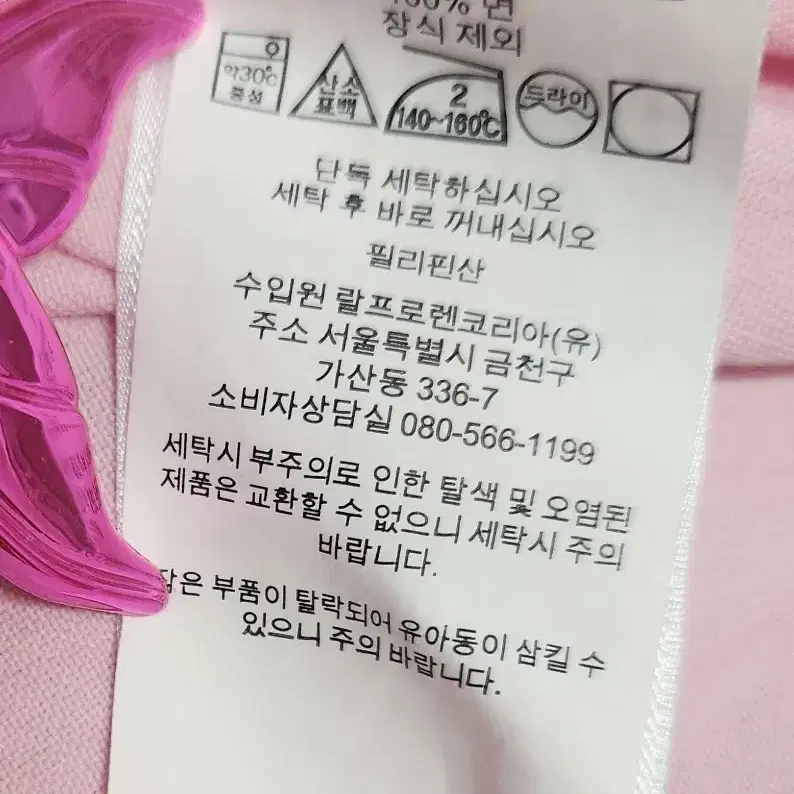 100% 면
장식 제외
약30℃
중성
산소
표백
2
140~160℃
드라이
단독 세탁하십시오
세탁 후 바로 꺼내십시오
필리핀산
수입원 랄프로렌코리아(유)
주소 서울특별시 금천구
가산동 336-7
소비자상담실 080-566-1199
세탁시 부주의로 인한 탈색 및 오염된
제품은 교환할 수 없으니 세탁시 주의
바랍니다.
작은 부품이 탈락되어 유아동이 삼킬 수
있으니 주의 바랍니다.